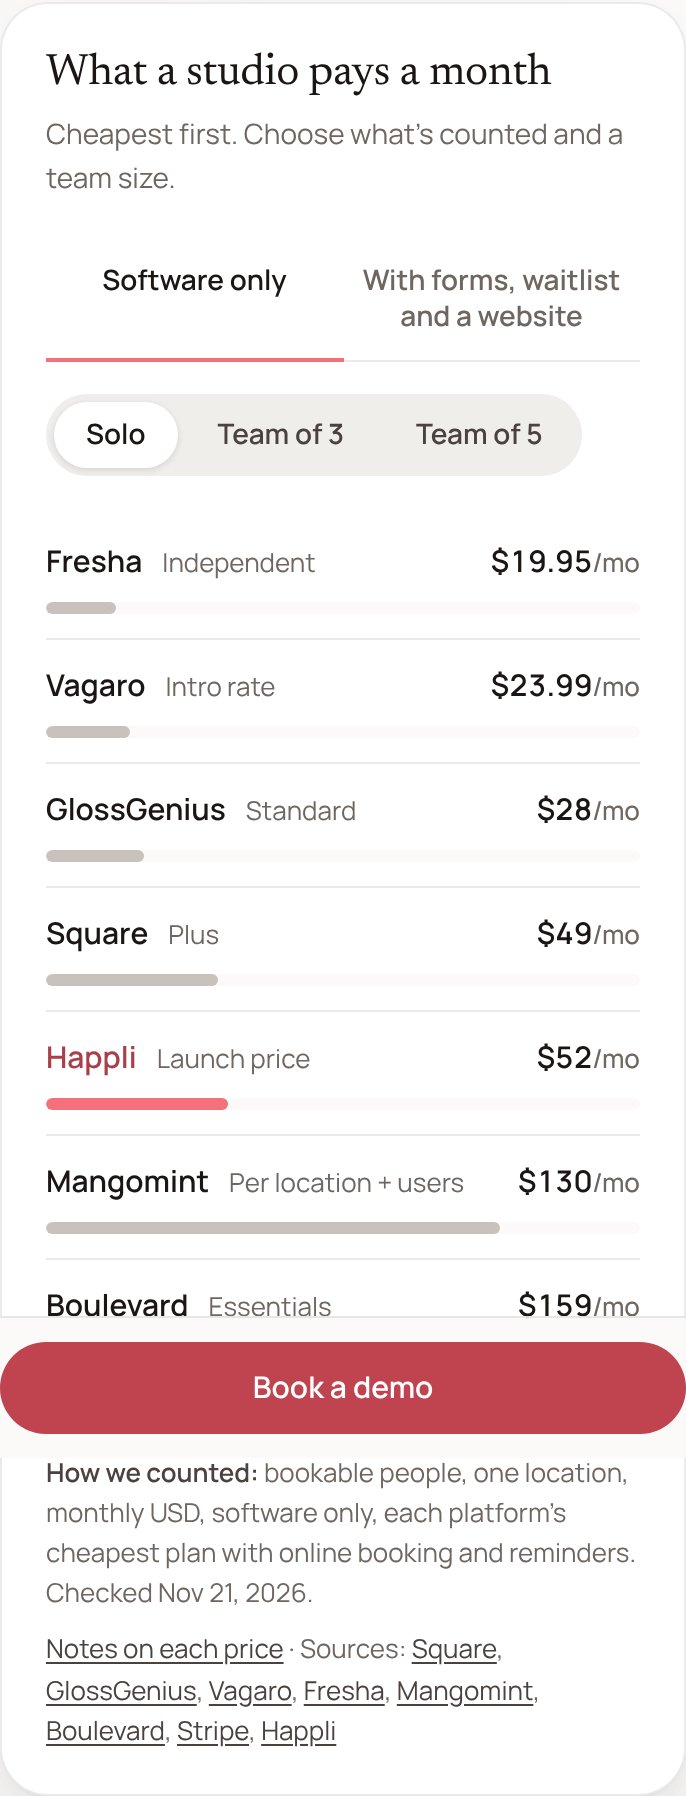 What a studio pays a month
Cheapest first. Choose what's counted and a
team size.
Software only
With forms, waitlist
and a website
Solo
Team of 3
Team of 5
Fresha Independent $19.95/mo
Vagaro Intro rate $23.99/mo
GlossGenius Standard $28/mo
Square Plus $49/mo
Happli Launch price $52/mo
Mangomint Per location + users $130/mo
Boulevard Essentials $159/mo
Book a demo
How we counted: bookable people, one location,
monthly USD, software only, each platform's
cheapest plan with online booking and reminders.
Checked Nov 21, 2026.
Notes on each price · Sources: Square,
GlossGenius, Vagaro, Fresha, Mangomint,
Boulevard, Stripe, Happli